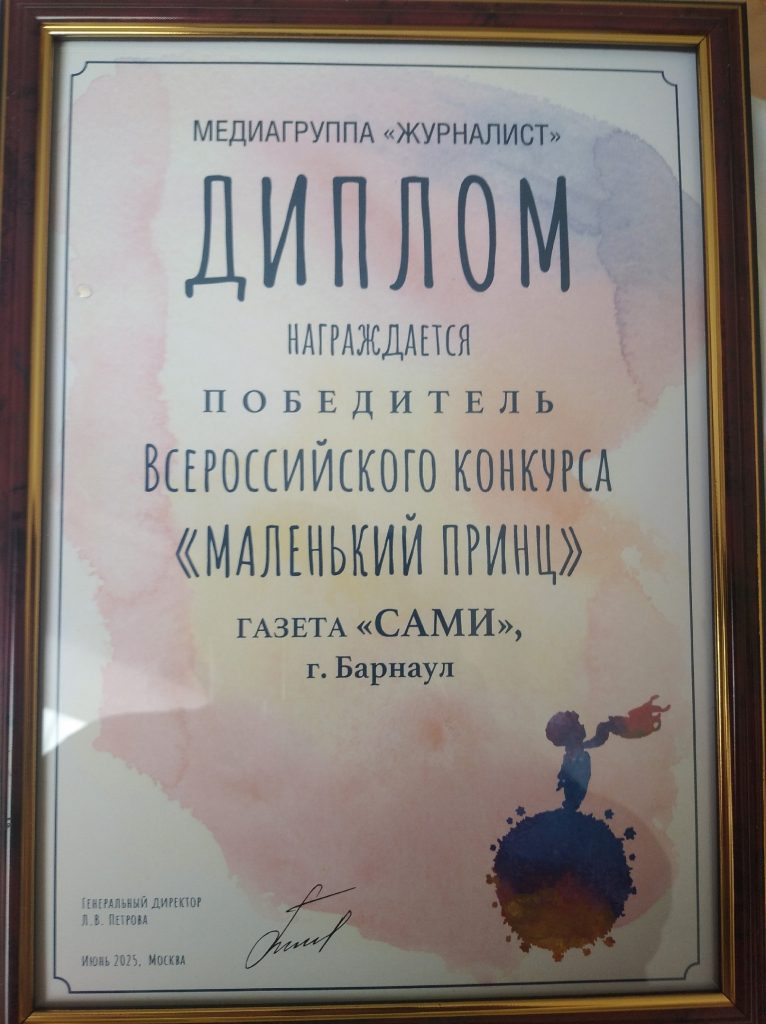 МЕДИАГРУППА «ЖУРНАЛИСТ»
ДИПЛОМ
НАГРАЖДАЕТСЯ
ПОБЕДИТЕЛЬ
ВСЕРОССИЙСКОГО КОНКУРСА
«МАЛЕНЬКИЙ ПРИНЦ»
ГАЗЕТА «САМИ»,
г. Барнаул
ГЕНЕРАЛЬНЫЙ ДИРЕКТОР
Л.В. ПЕТРОВА
ИЮНЬ 2025, МОСКВА